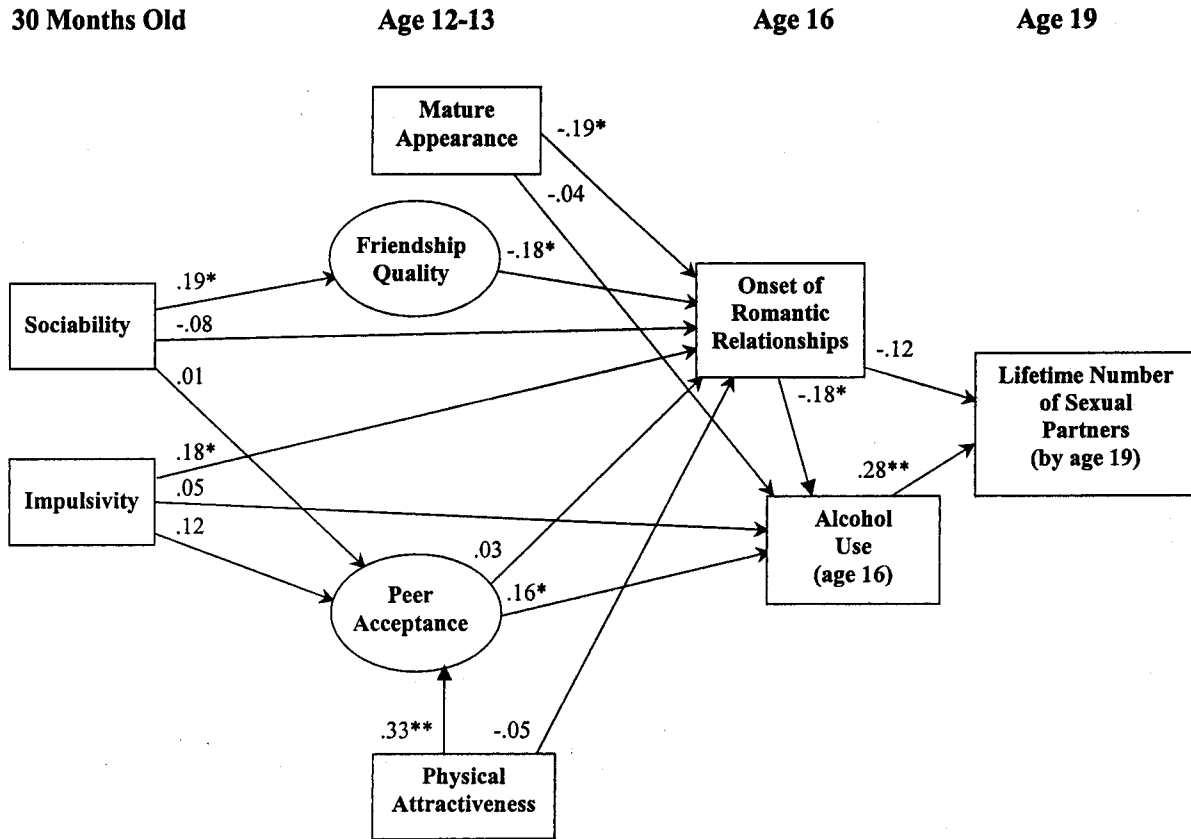 30 Months Old
Age 12-13
Age 16
Age 19
Mature
Appearance
-.19*
-.04
Friendship
Quality
-.18*
Sociability
.19*
-.08
.01
Onset of
Romantic
Relationships
-.12
-.18*
Lifetime Number
of Sexual
Partners
(by age 19)
Impulsivity
.18*
.05
.12
.28**
Alcohol
Use
(age 16)
Peer
Acceptance
.03
.16*
.33**
-.05
Physical
Attractiveness